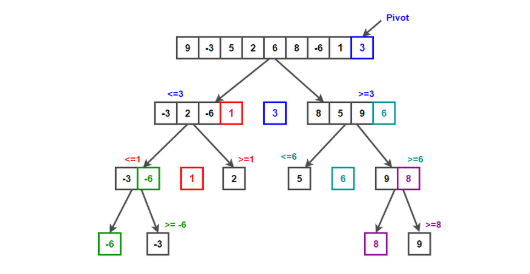 Pivot
9 -3 5 2 6 8 -6 1 3
<=3 >=3
-3 2 -6 1 3 8 5 9 6
<=1 >=1 <=6 >=6
-3 -6 1 2 5 6 9 8
>= -6 >=8
-6 -3 8 9